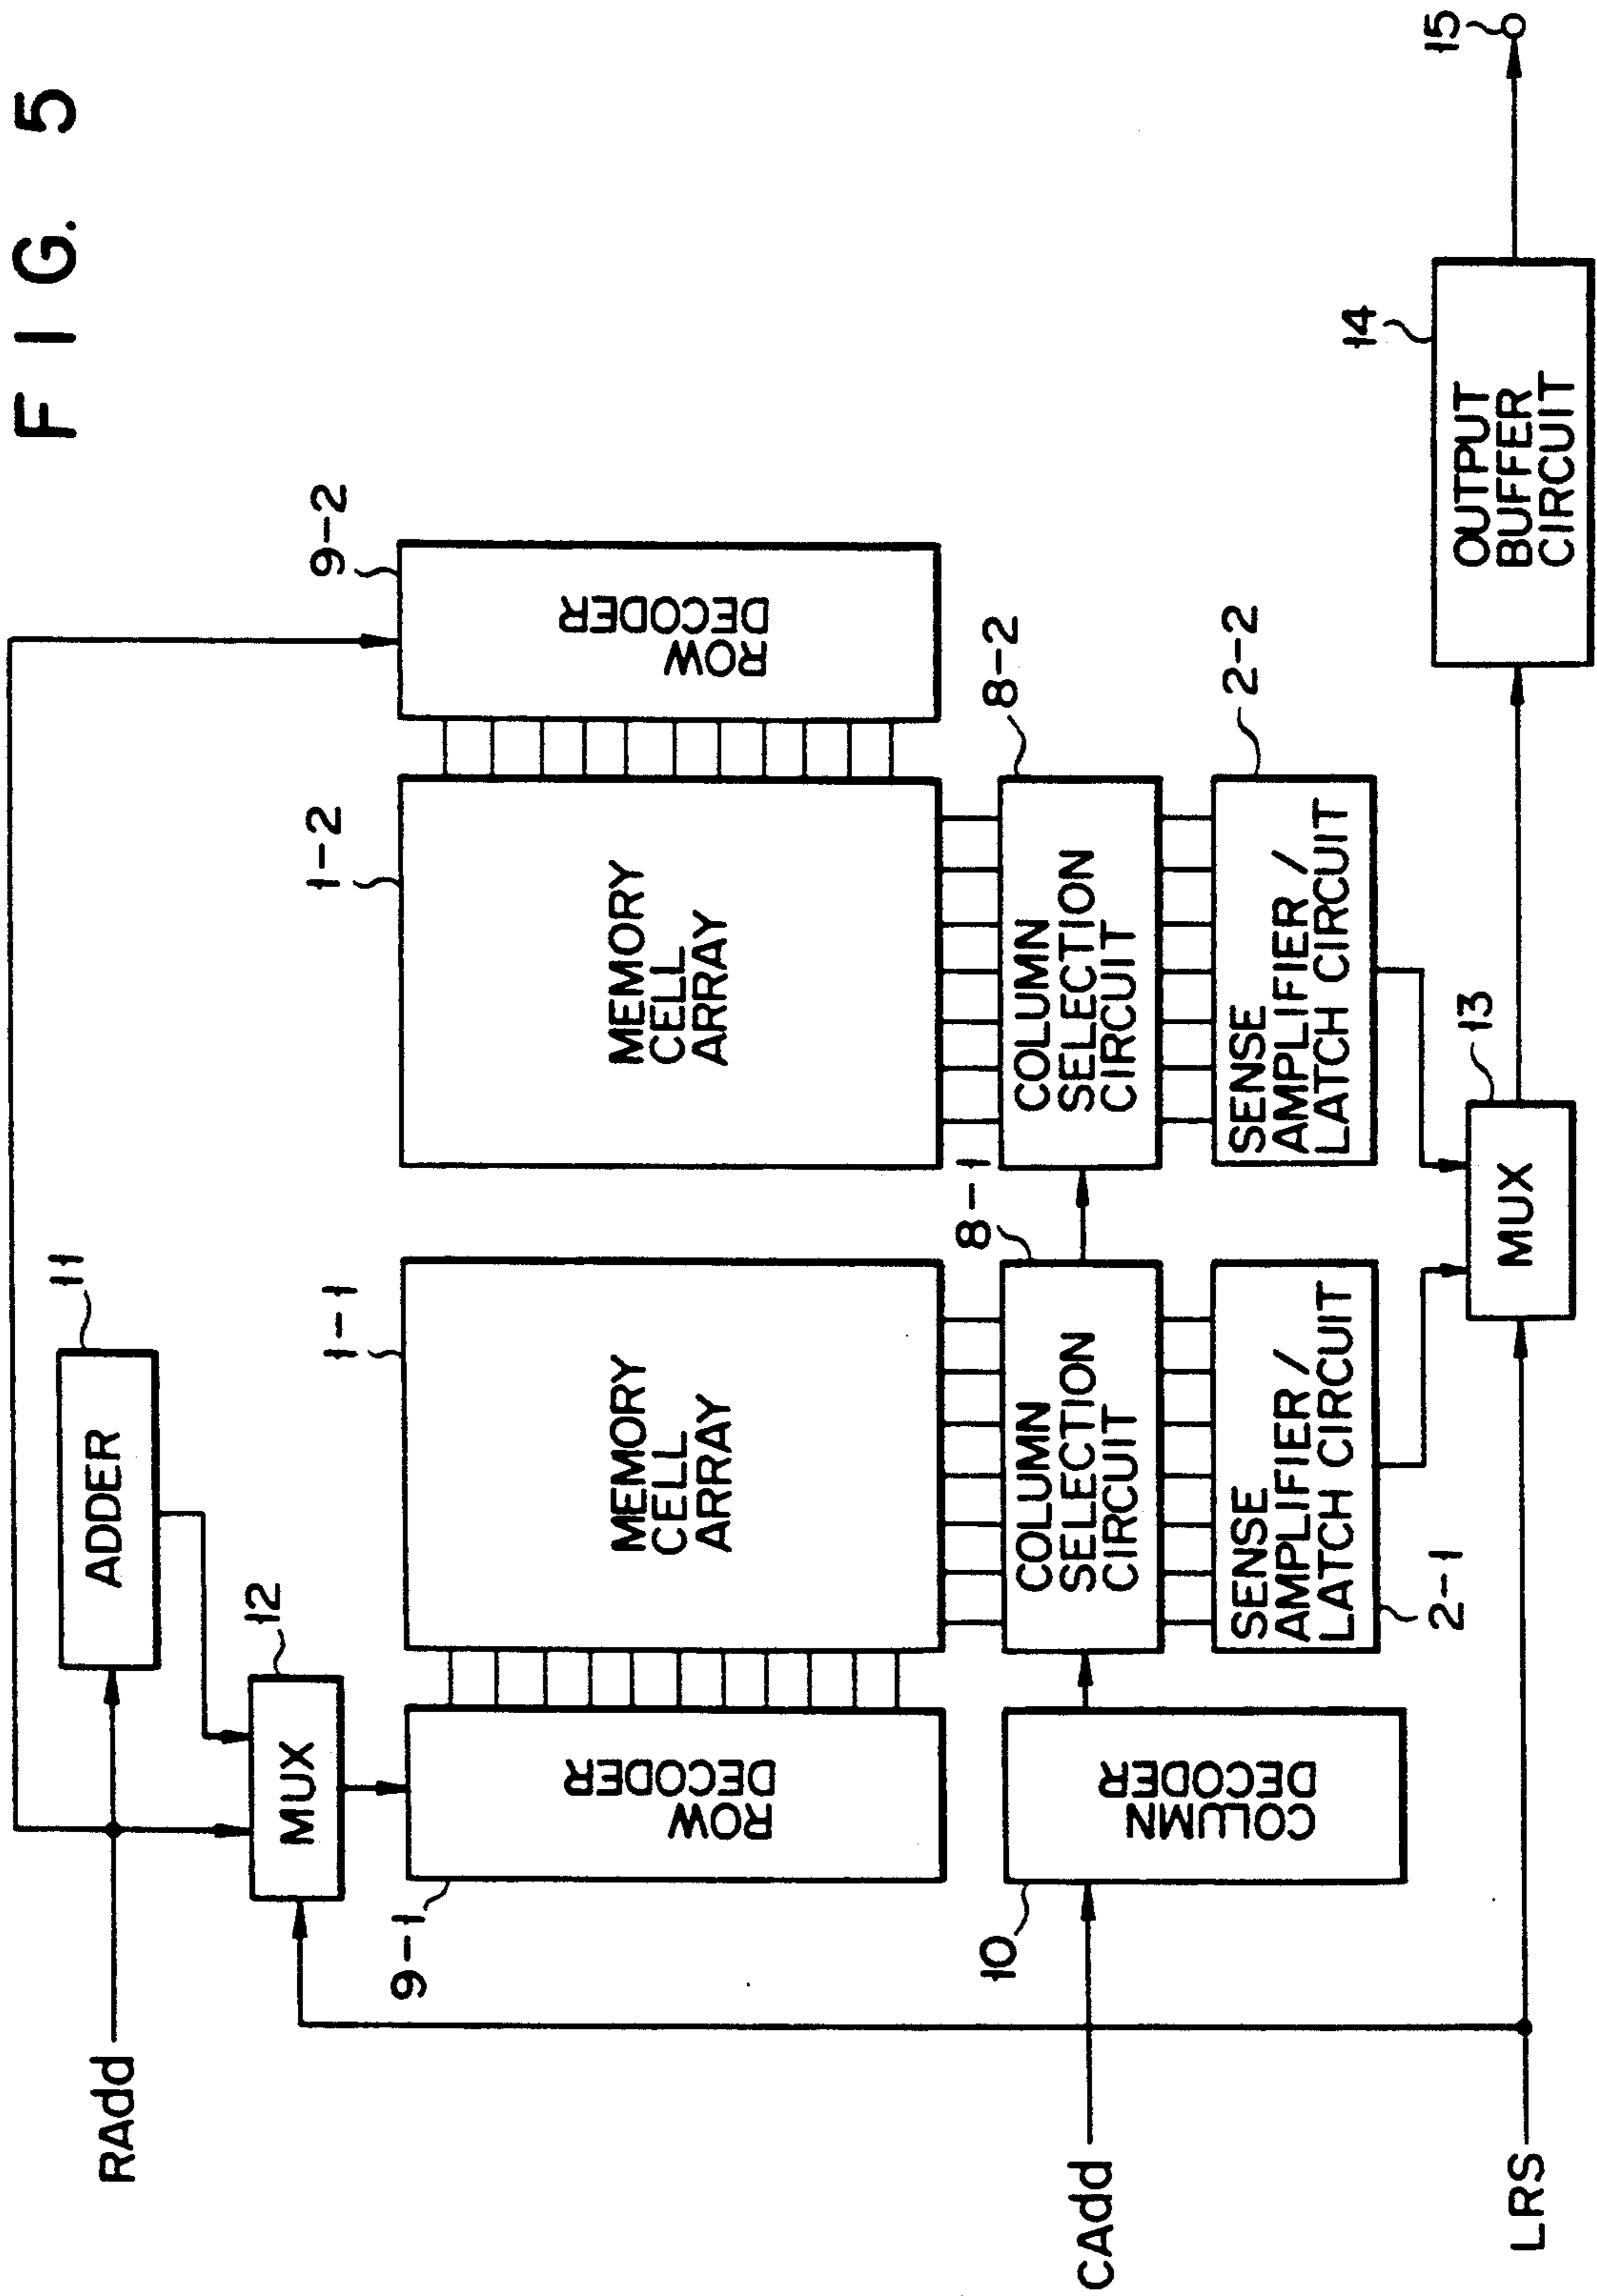 FIG. 5
RAdd
ADDER
11
MUX
12
9-1
ROW
DECODER
1-1
MEMORY
CELL
ARRAY
1-2
MEMORY
CELL
ARRAY
9-2
ROW
DECODER
CAdd
10
COLUMN
DECODER
8-1
COLUMN
SELECTION
CIRCUIT
8-2
COLUMN
SELECTION
CIRCUIT
SENSE
AMPLIFIER/
LATCH CIRCUIT
2-1
SENSE
AMPLIFIER/
LATCH CIRCUIT
2-2
LRS
MUX
13
OUTPUT
BUFFER
CIRCUIT
14
15